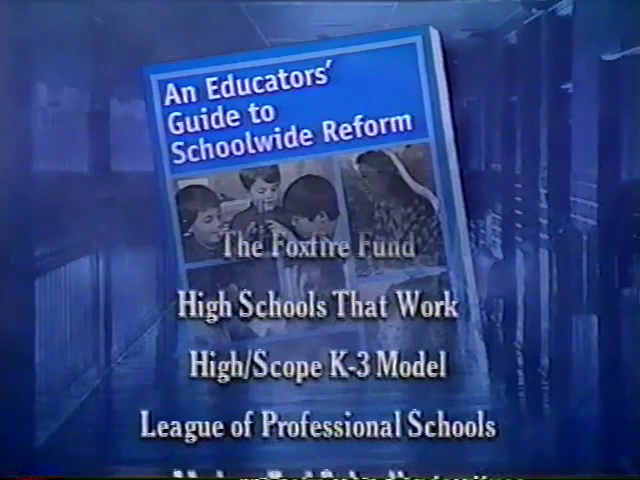 An Educators'
Guide to
Schoolwide Reform
The Foxfire Fund
High Schools That Work
High/Scope K-3 Model
League of Professional Schools